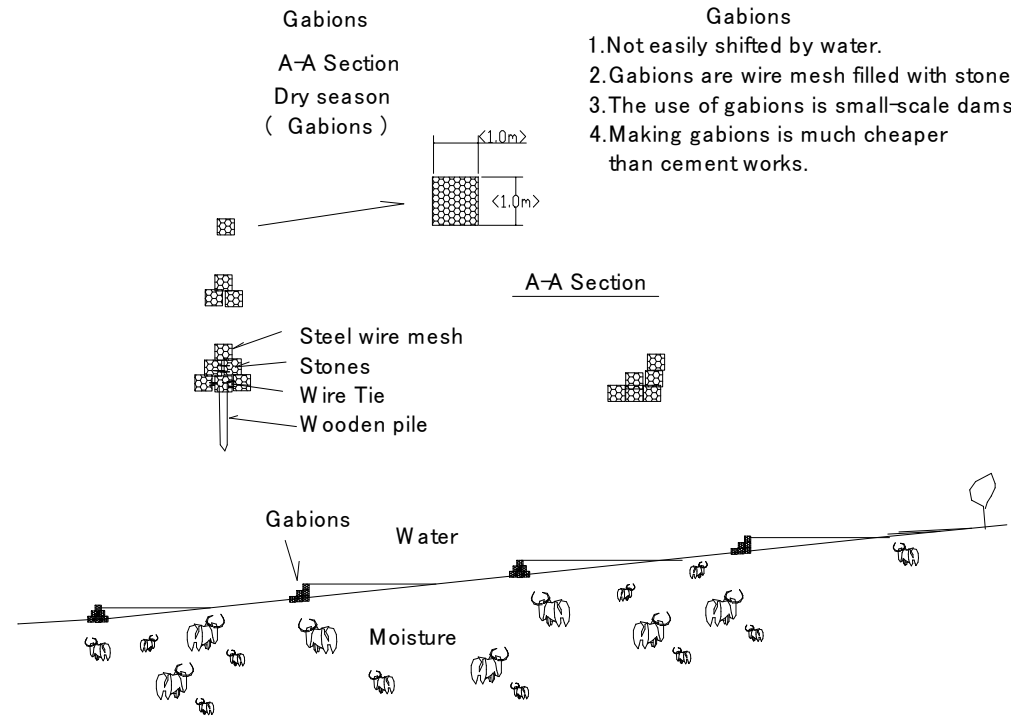 Gabions
A-A Section
Dry season
( Gabions )
<1.0m>
<1.0m>
Gabions
1.Not easily shifted by water.
2.Gabions are wire mesh filled with stone
3.The use of gabions is small-scale dams
4.Making gabions is much cheaper
than cement works.
A-A Section
Steel wire mesh
Stones
Wire Tie
Wooden pile
Gabions
Water
Moisture